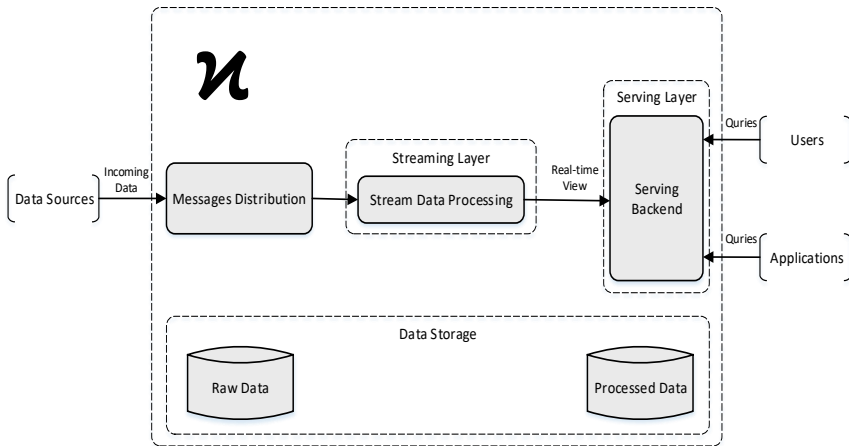 ϰ
Serving Layer
Quries
Users
Streaming Layer
Incoming
Data
Real-time
View
Data Sources
Messages Distribution
Stream Data Processing
Serving
Backend
Quries
Applications
Data Storage
Raw Data
Processed Data